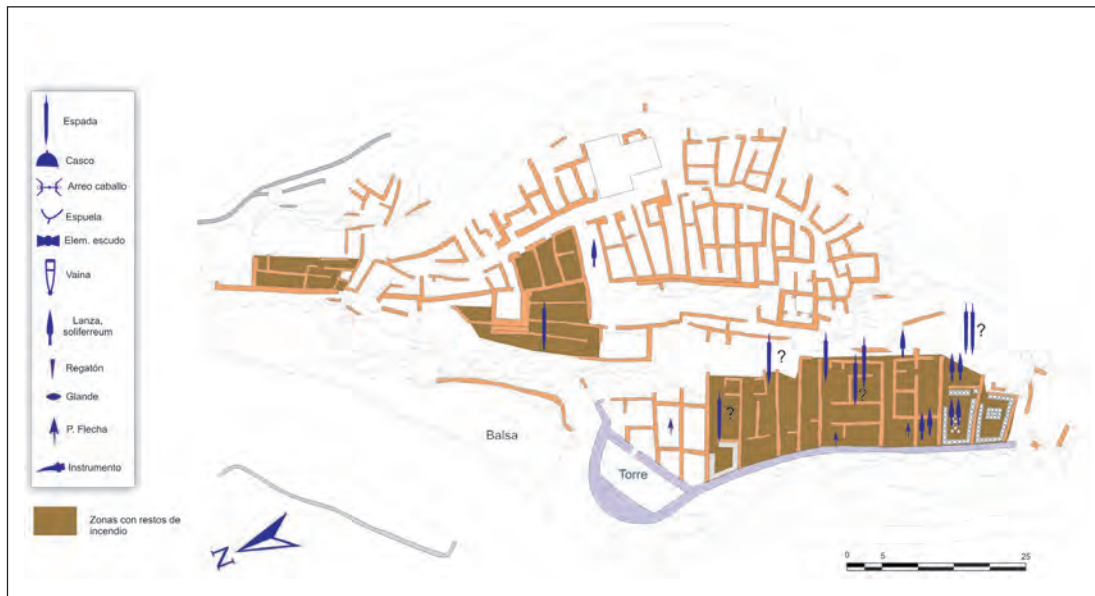 Espada
Casco
Arreo caballo
Espuela
Elem. escudo
Vaina
Lanza,
soliferreum
Regatón
Glande
P. Flecha
Instrumento
Zonas con restos de
incendio
N
Balsa
Torre
?
?
?
?
0 5 25